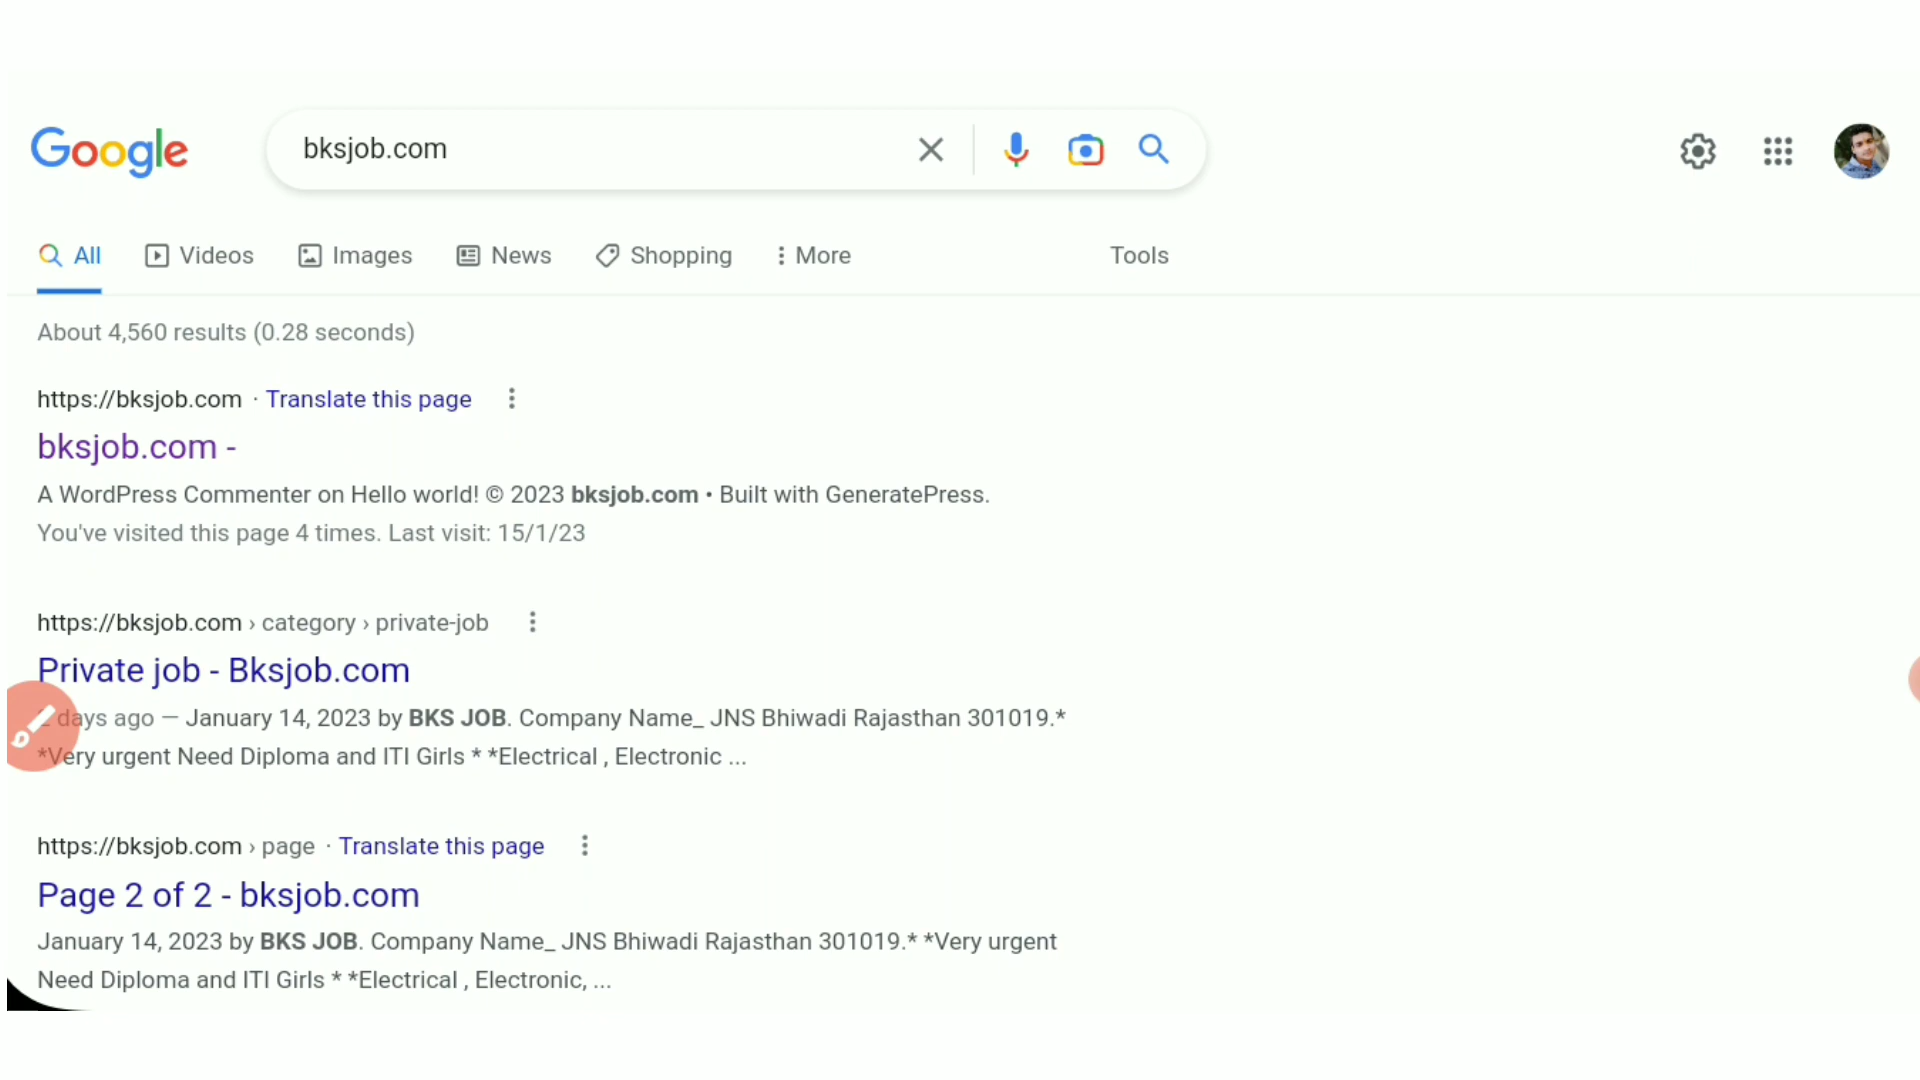 Google
bksjob.com
All Videos Images News Shopping More Tools
About 4,560 results (0.28 seconds)
https://bksjob.com · Translate this page
bksjob.com -
A WordPress Commenter on Hello world! © 2023 bksjob.com • Built with GeneratePress.
You've visited this page 4 times. Last visit: 15/1/23
https://bksjob.com › category › private-job
Private job - Bksjob.com
2 days ago — January 14, 2023 by BKS JOB. Company Name_ JNS Bhiwadi Rajasthan 301019.*
*Very urgent Need Diploma and ITI Girls * *Electrical , Electronic ...
https://bksjob.com › page · Translate this page
Page 2 of 2 - bksjob.com
January 14, 2023 by BKS JOB. Company Name_ JNS Bhiwadi Rajasthan 301019.* *Very urgent
Need Diploma and ITI Girls * *Electrical , Electronic, ...